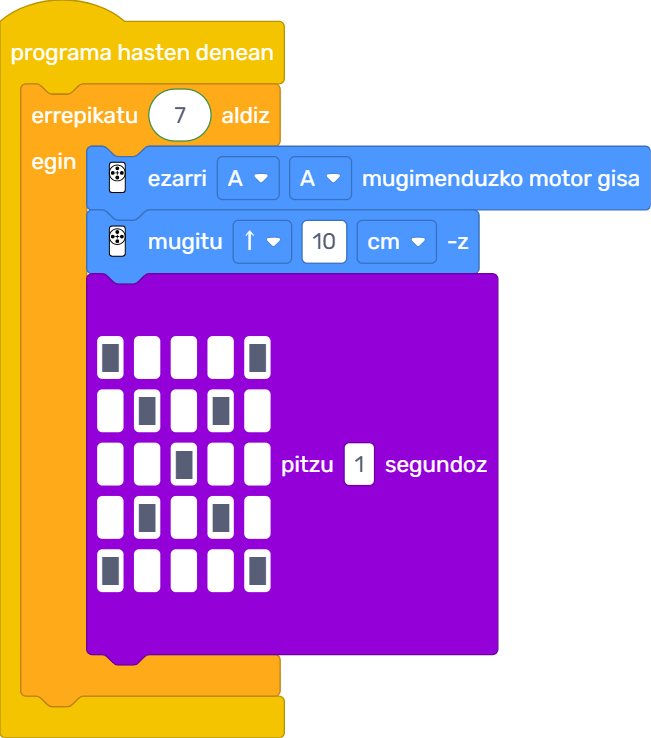 programa hasten denean
errepikatu 7 aldiz
egin
ezarri A A mugimenduzko motor gisa
mugitu ↑ 10 cm -z
pitzu 1 segundoz